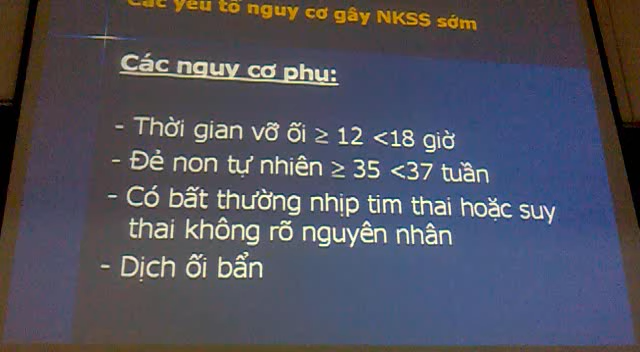 Các yếu tố nguy cơ gây NKSS sớm
Các nguy cơ phụ:
- Thời gian vỡ ối ≥ 12 <18 giờ
- Đẻ non tự nhiên ≥ 35 <37 tuần
- Có bất thường nhịp tim thai hoặc suy
thai không rõ nguyên nhân
- Dịch ối bẩn